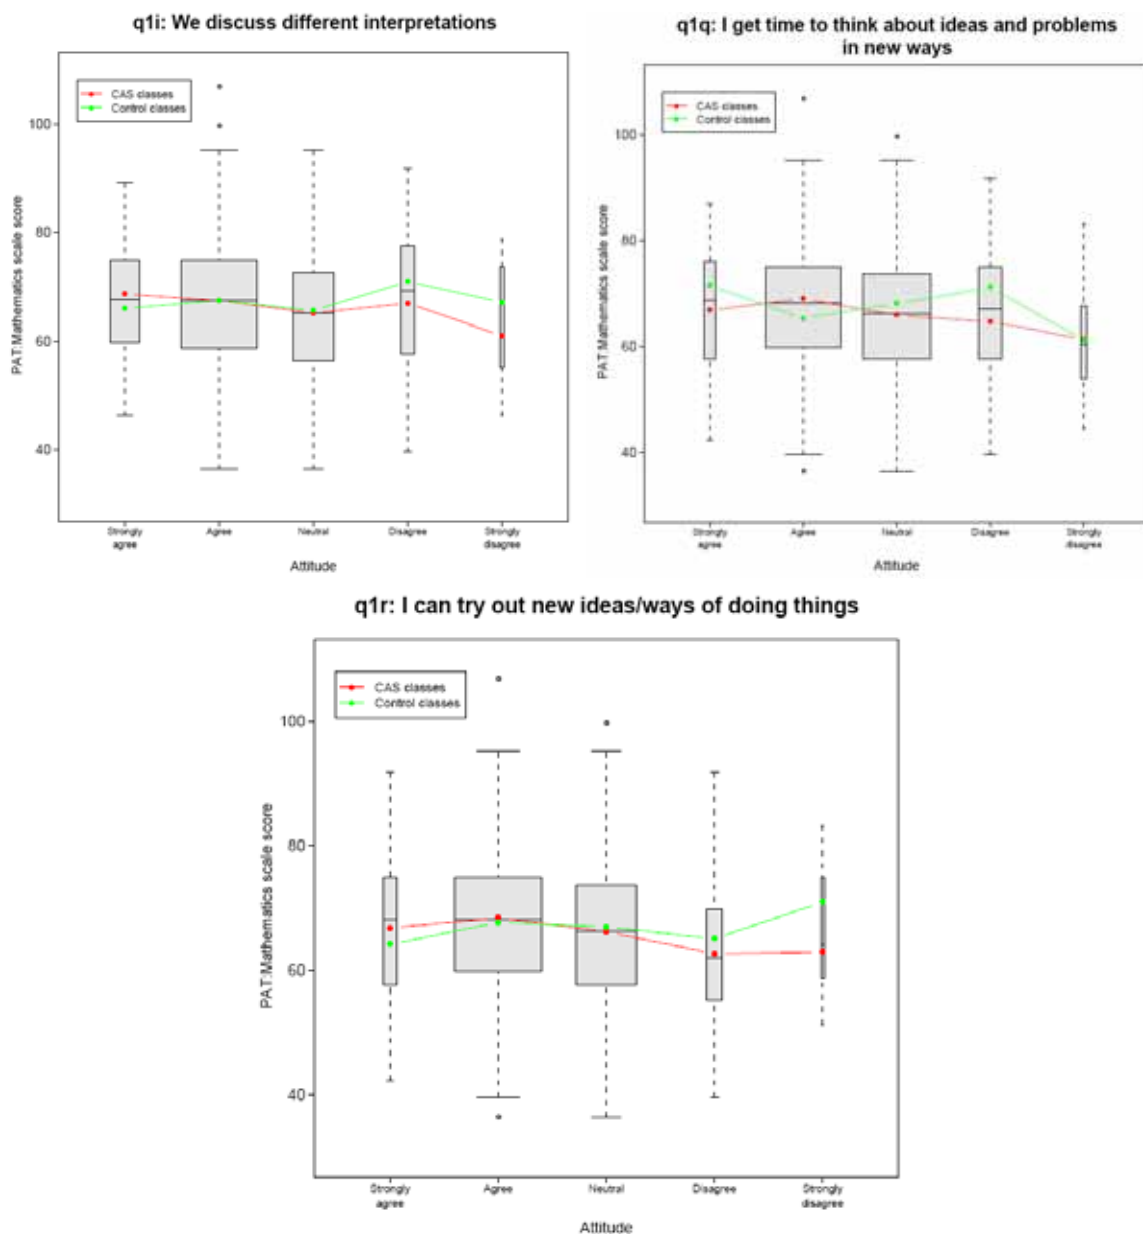 q1i: We discuss different interpretations
CAS classes
Control classes
PAT:Mathematics scale score
100
80
60
40
Strongly
agree
Agree
Neutral
Disagree
Strongly
disagree
Attitude
q1q: I get time to think about ideas and problems
in new ways
CAS classes
Control classes
PAT:Mathematics scale score
100
80
60
40
Strongly
agree
Agree
Neutral
Disagree
Strongly
disagree
Attitude
q1r: I can try out new ideas/ways of doing things
CAS classes
Control classes
PAT:Mathematics scale score
100
80
60
40
Strongly
agree
Agree
Neutral
Disagree
Strongly
disagree
Attitude